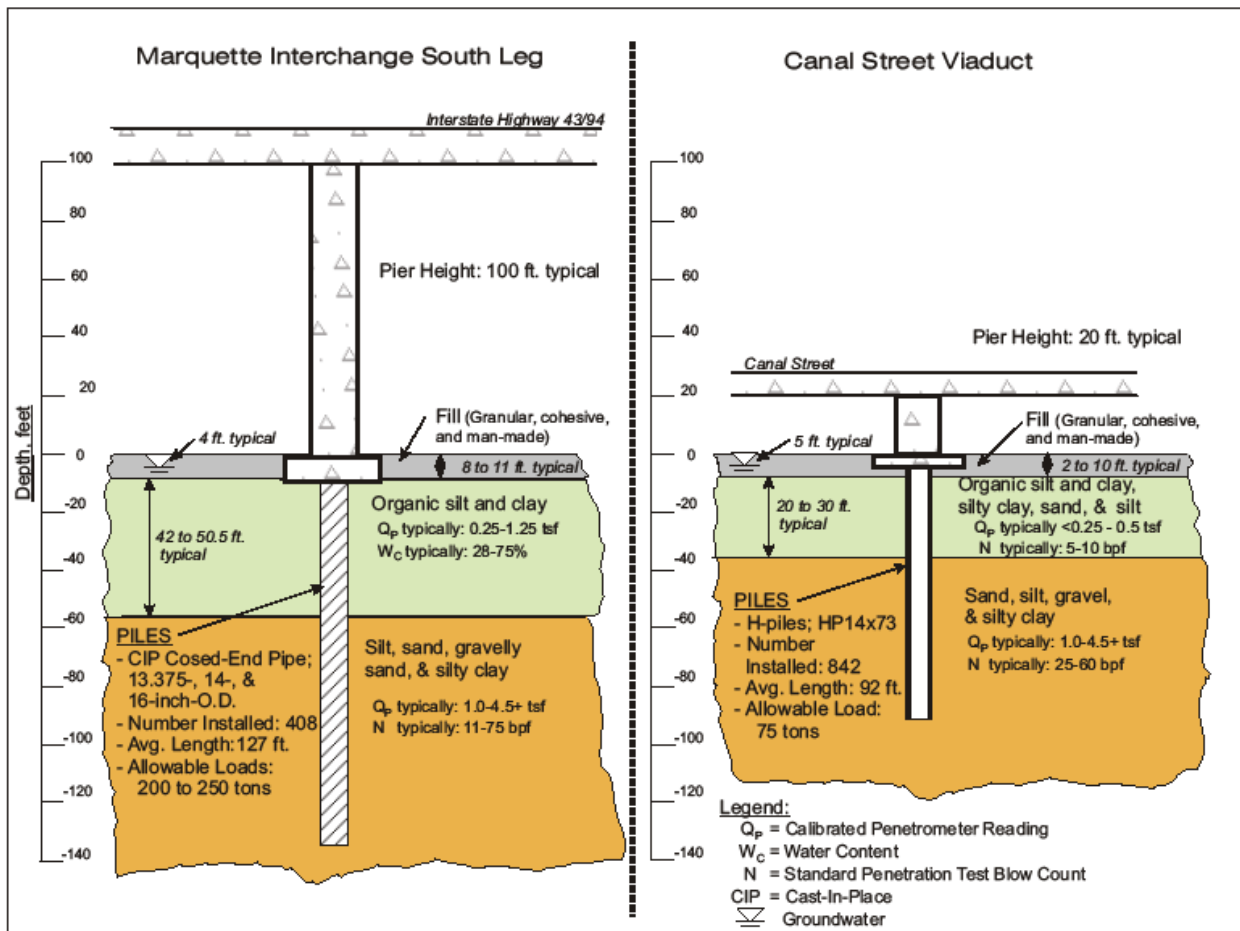 Marquette Interchange South Leg
Interstate Highway 43/94
Depth, feet
100
80
60
40
20
0
-20
-40
-60
-80
-100
-120
-140
Pier Height: 100 ft. typical
4 ft. typical
Fill (Granular, cohesive,
and man-made)
8 to 11 ft. typical
42 to 50.5 ft.
typical
Organic silt and clay
QP typically: 0.25-1.25 tsf
WC typically: 28-75%
PILES
- CIP Cosed-End Pipe;
13.375-, 14-, &
16-inch-O.D.
- Number Installed: 408
- Avg. Length: 127 ft.
- Allowable Loads:
200 to 250 tons
Silt, sand, gravelly
sand, & silty clay
QP typically: 1.0-4.5+ tsf
N typically: 11-75 bpf
Canal Street Viaduct
100
80
60
40
20
0
-20
-40
-60
-80
-100
-120
-140
Pier Height: 20 ft. typical
Canal Street
5 ft. typical
Fill (Granular, cohesive,
and man-made)
2 to 10 ft. typical
20 to 30 ft.
typical
Organic silt and clay,
silty clay, sand, & silt
QP typically <0.25 - 0.5 tsf
N typically: 5-10 bpf
PILES
- H-piles; HP14x73
- Number
Installed: 842
- Avg. Length: 92 ft.
- Allowable Load:
75 tons
Sand, silt, gravel,
& silty clay
QP typically: 1.0-4.5+ tsf
N typically: 25-60 bpf
Legend:
QP = Calibrated Penetrometer Reading
WC = Water Content
N = Standard Penetration Test Blow Count
CIP = Cast-In-Place
Groundwater